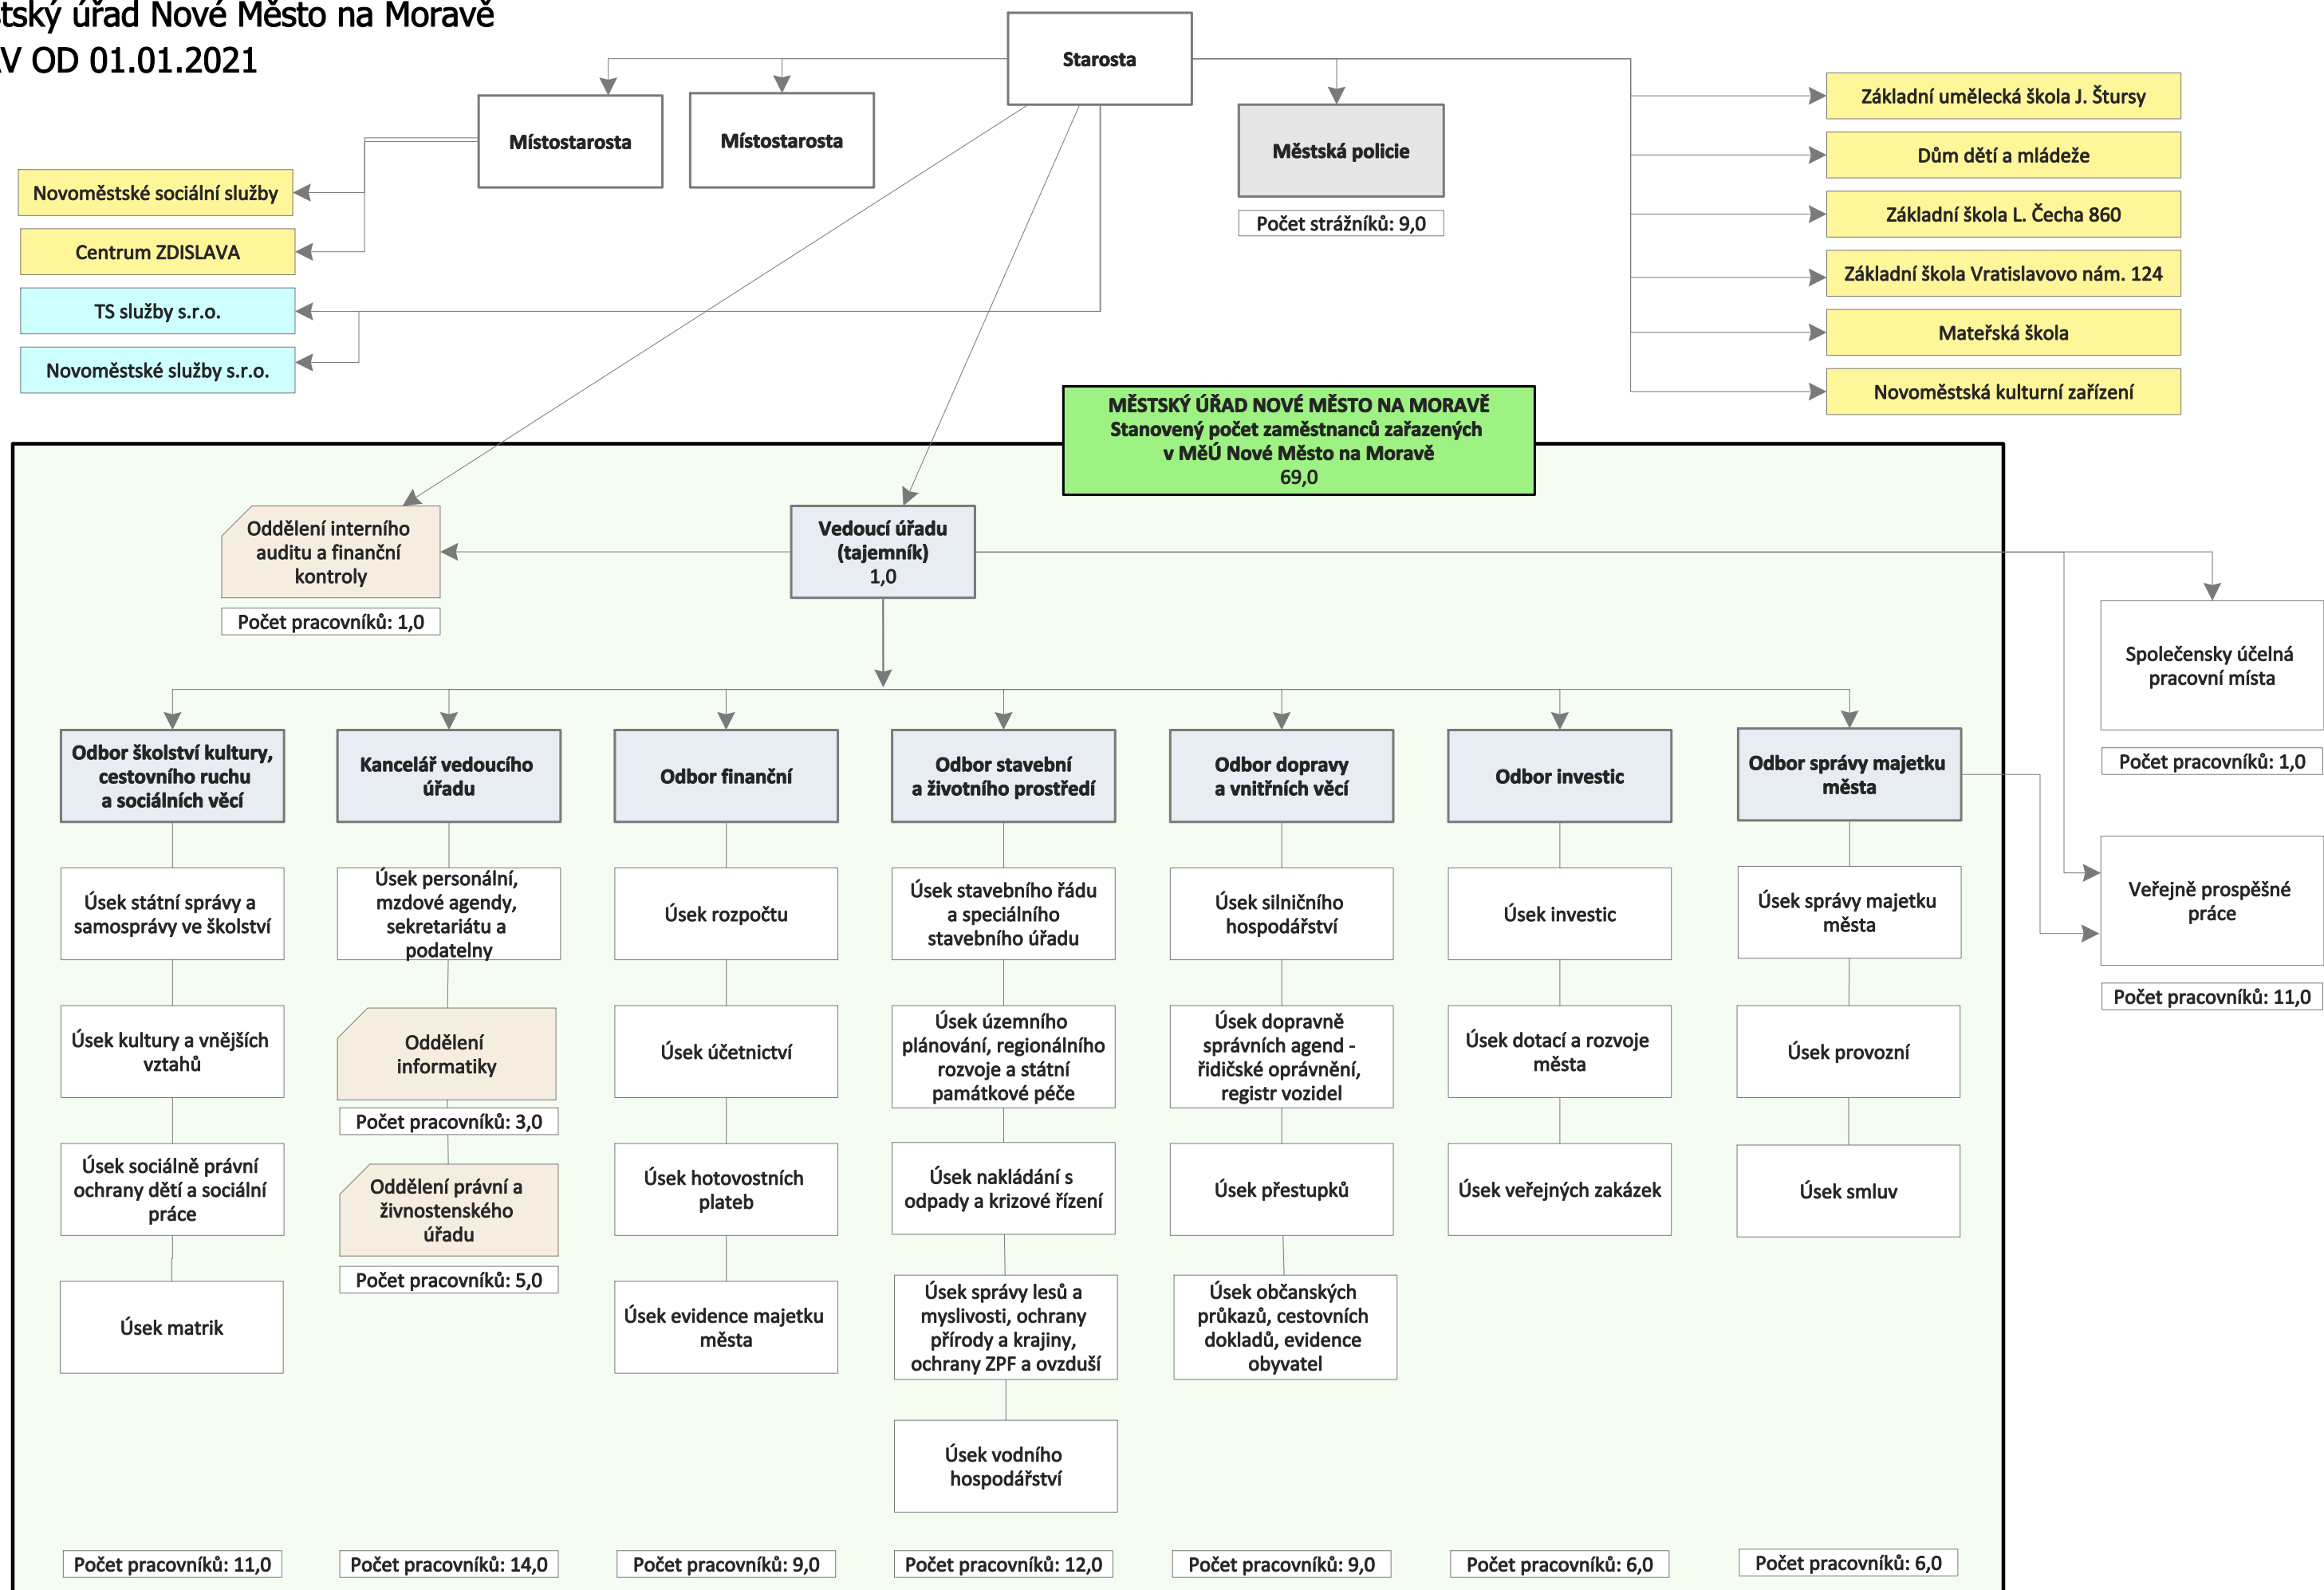 úřad Nové Město na Moravě
OD 01.01.2021
Starosta
Místostarosta
Místostarosta
Městská policie
Počet strážníků: 9,0
Novoměstské sociální služby
Centrum ZDISLAVA
TS služby s.r.o.
Novoměstské služby s.r.o.
Základní umělecká škola J. Štursy
Dům dětí a mládeže
Základní škola L. Čecha 860
Základní škola Vratislavovo nám. 124
Mateřská škola
Novoměstská kulturní zařízení
MĚSTSKÝ ÚŘAD NOVÉ MĚSTO NA MORAVĚ
Stanovený počet zaměstnanců zařazených
v MěÚ Nové Město na Moravě
69,0
Oddělení interního
auditu a finanční
kontroly
Počet pracovníků: 1,0
Vedoucí úřadu
(tajemník)
1,0
Společensky účelná
pracovní místa
Počet pracovníků: 1,0
Veřejně prospěšné
práce
Počet pracovníků: 11,0
Odbor školství kultury,
cestovního ruchu
a sociálních věcí
Úsek státní správy a
samosprávy ve školství
Úsek kultury a vnějších
vztahů
Úsek sociálně právní
ochrany dětí a sociální
práce
Úsek matrik
Počet pracovníků: 11,0
Kancelář vedoucího
úřadu
Úsek personální,
mzdové agendy,
sekretariátu a
podatelny
Oddělení
informatiky
Počet pracovníků: 3,0
Oddělení právní a
živnostenského
úřadu
Počet pracovníků: 5,0
Počet pracovníků: 14,0
Odbor finanční
Úsek rozpočtu
Úsek účetnictví
Úsek hotovostních
plateb
Úsek evidence majetku
města
Počet pracovníků: 9,0
Odbor stavební
a životního prostředí
Úsek stavebního řádu
a speciálního
stavebního úřadu
Úsek územního
plánování, regionálního
rozvoje a státní
památkové péče
Úsek nakládání s
odpady a krizové řízení
Úsek správy lesů a
myslivosti, ochrany
přírody a krajiny,
ochrany ZPF a ovzduší
Úsek vodního
hospodářství
Počet pracovníků: 12,0
Odbor dopravy
a vnitřních věcí
Úsek silničního
hospodářství
Úsek dopravně
správních agend -
řidičské oprávnění,
registr vozidel
Úsek přestupků
Úsek občanských
průkazů, cestovních
dokladů, evidence
obyvatel
Počet pracovníků: 9,0
Odbor investic
Úsek investic
Úsek dotací a rozvoje
města
Úsek veřejných zakázek
Počet pracovníků: 6,0
Odbor správy majetku
města
Úsek správy majetku
města
Úsek provozní
Úsek smluv
Počet pracovníků: 6,0